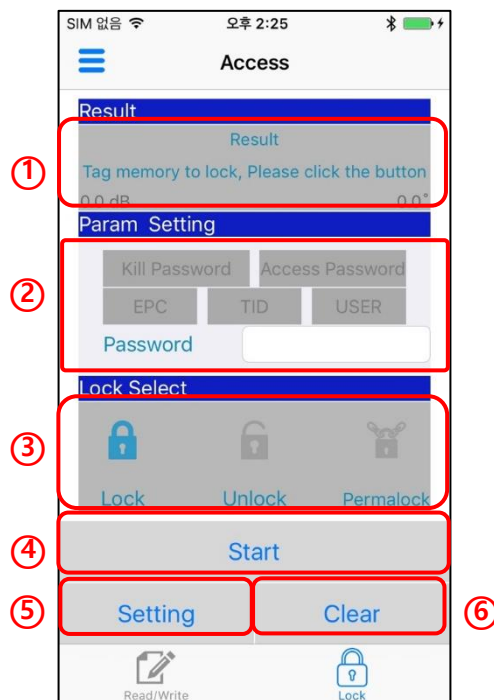 SIM 없음 오후 2:25
Access
Result
Result
① Tag memory to lock, Please click the button
0.0 dB 0.0°
Param Setting
Kill Password Access Password
② EPC TID USER
Password
Lock Select
③
Lock Unlock Permalock
④ Start
⑤ Setting Clear ⑥
Read/Write Lock